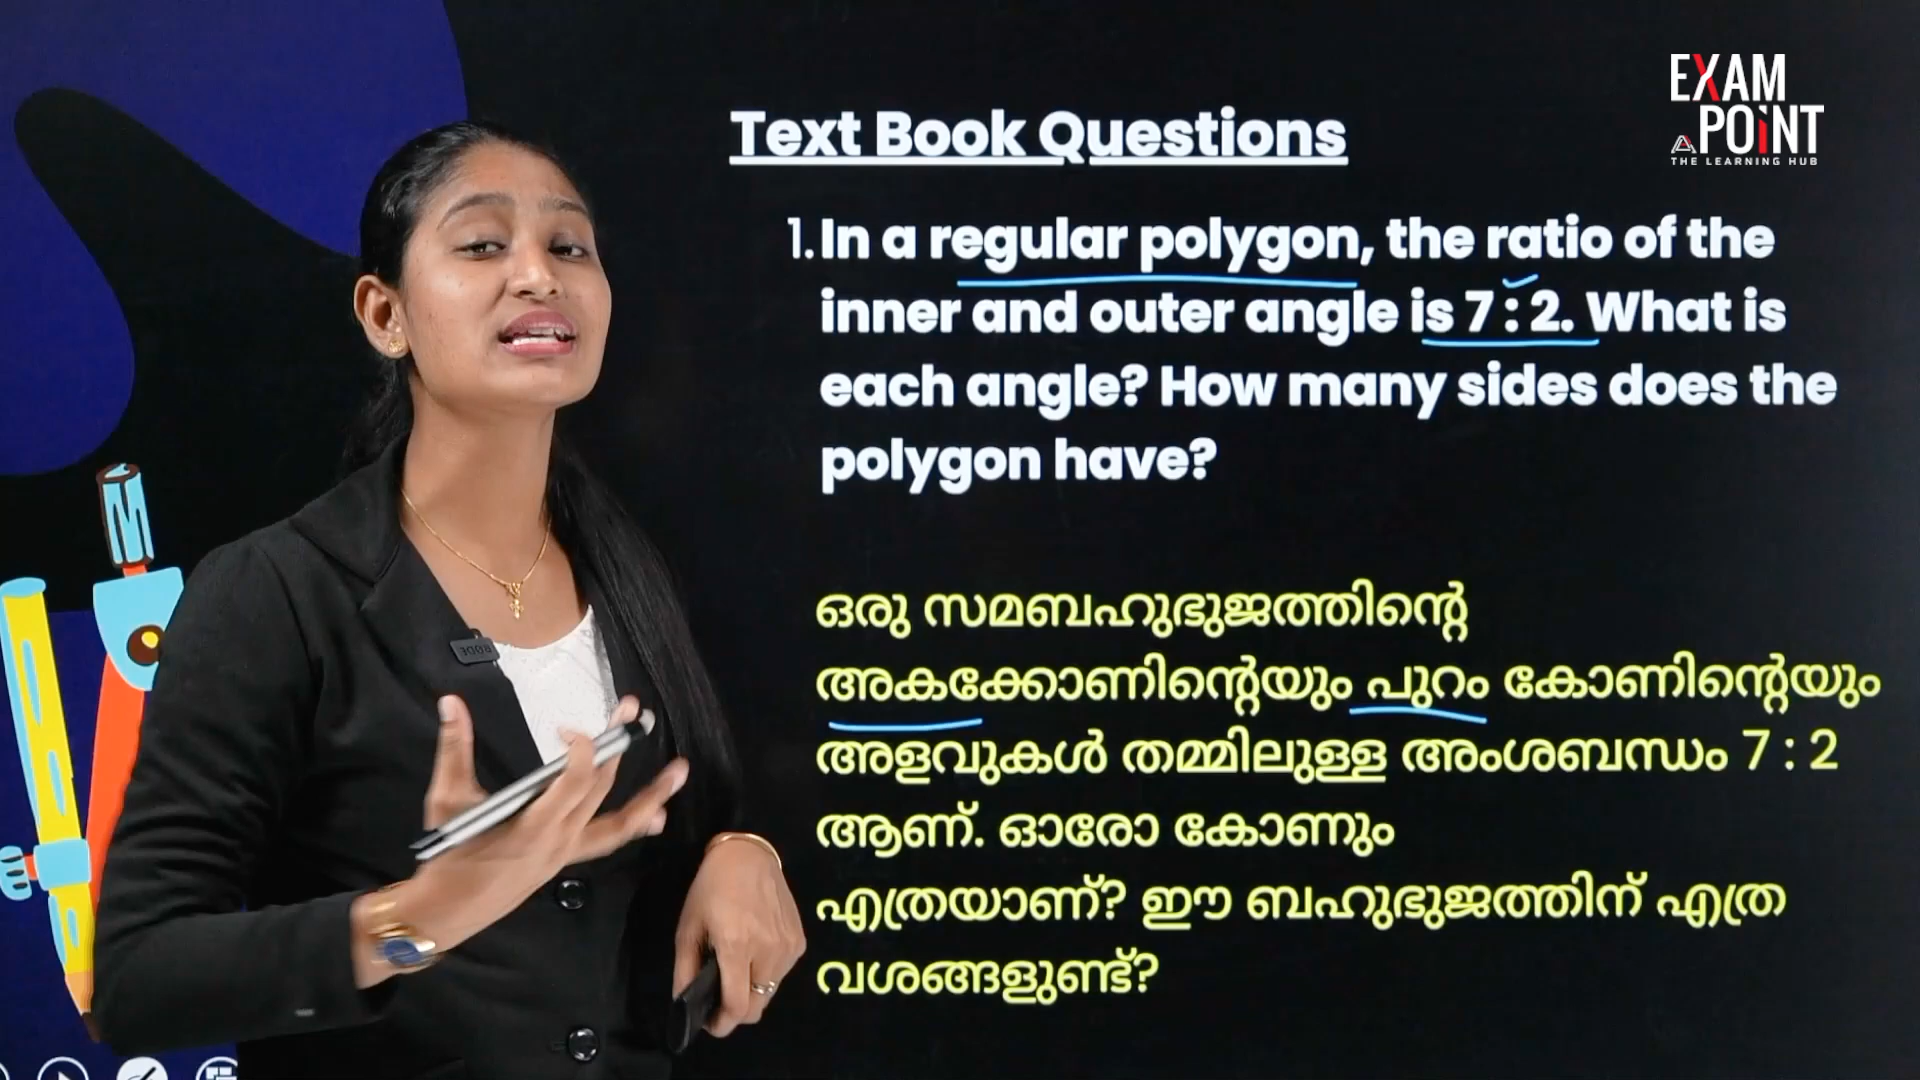 EXAM
POINT
THE LEARNING HUB
Text Book Questions
1. In a regular polygon, the ratio of the
inner and outer angle is 7 : 2. What is
each angle? How many sides does the
polygon have?
ഒരു സമബഹുഭുജത്തിന്റെ
അകക്കോണിന്റെയും പുറം കോണിന്റെയും
അളവുകൾ തമ്മിലുള്ള അംശബന്ധം 7 : 2
ആണ്. ഓരോ കോണും
എത്രയാണ്? ഈ ബഹുഭുജത്തിന് എത്ര
വശങ്ങളുണ്ട്?
RØDE